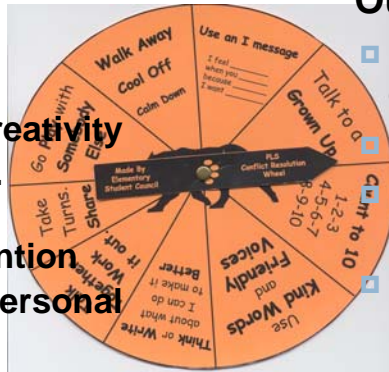 Ou
reativity
ntion
ersonal
Walk Away
Cool Off
Calm Down
Use an I message
I feel
when you
because
I want
Talk to a
Grown Up
Count to 10
1-2-3
4-5-6-7
8-9-10
Use
Kind Words
and
Friendly
Voices
Think or Write
about what
I can do
to make it
Better
Work
it out.
Take
Turns.
Share
Go with
Somebody
Else
Made By
Elementary
Student Council
PLS
Conflict Resolution
Wheel